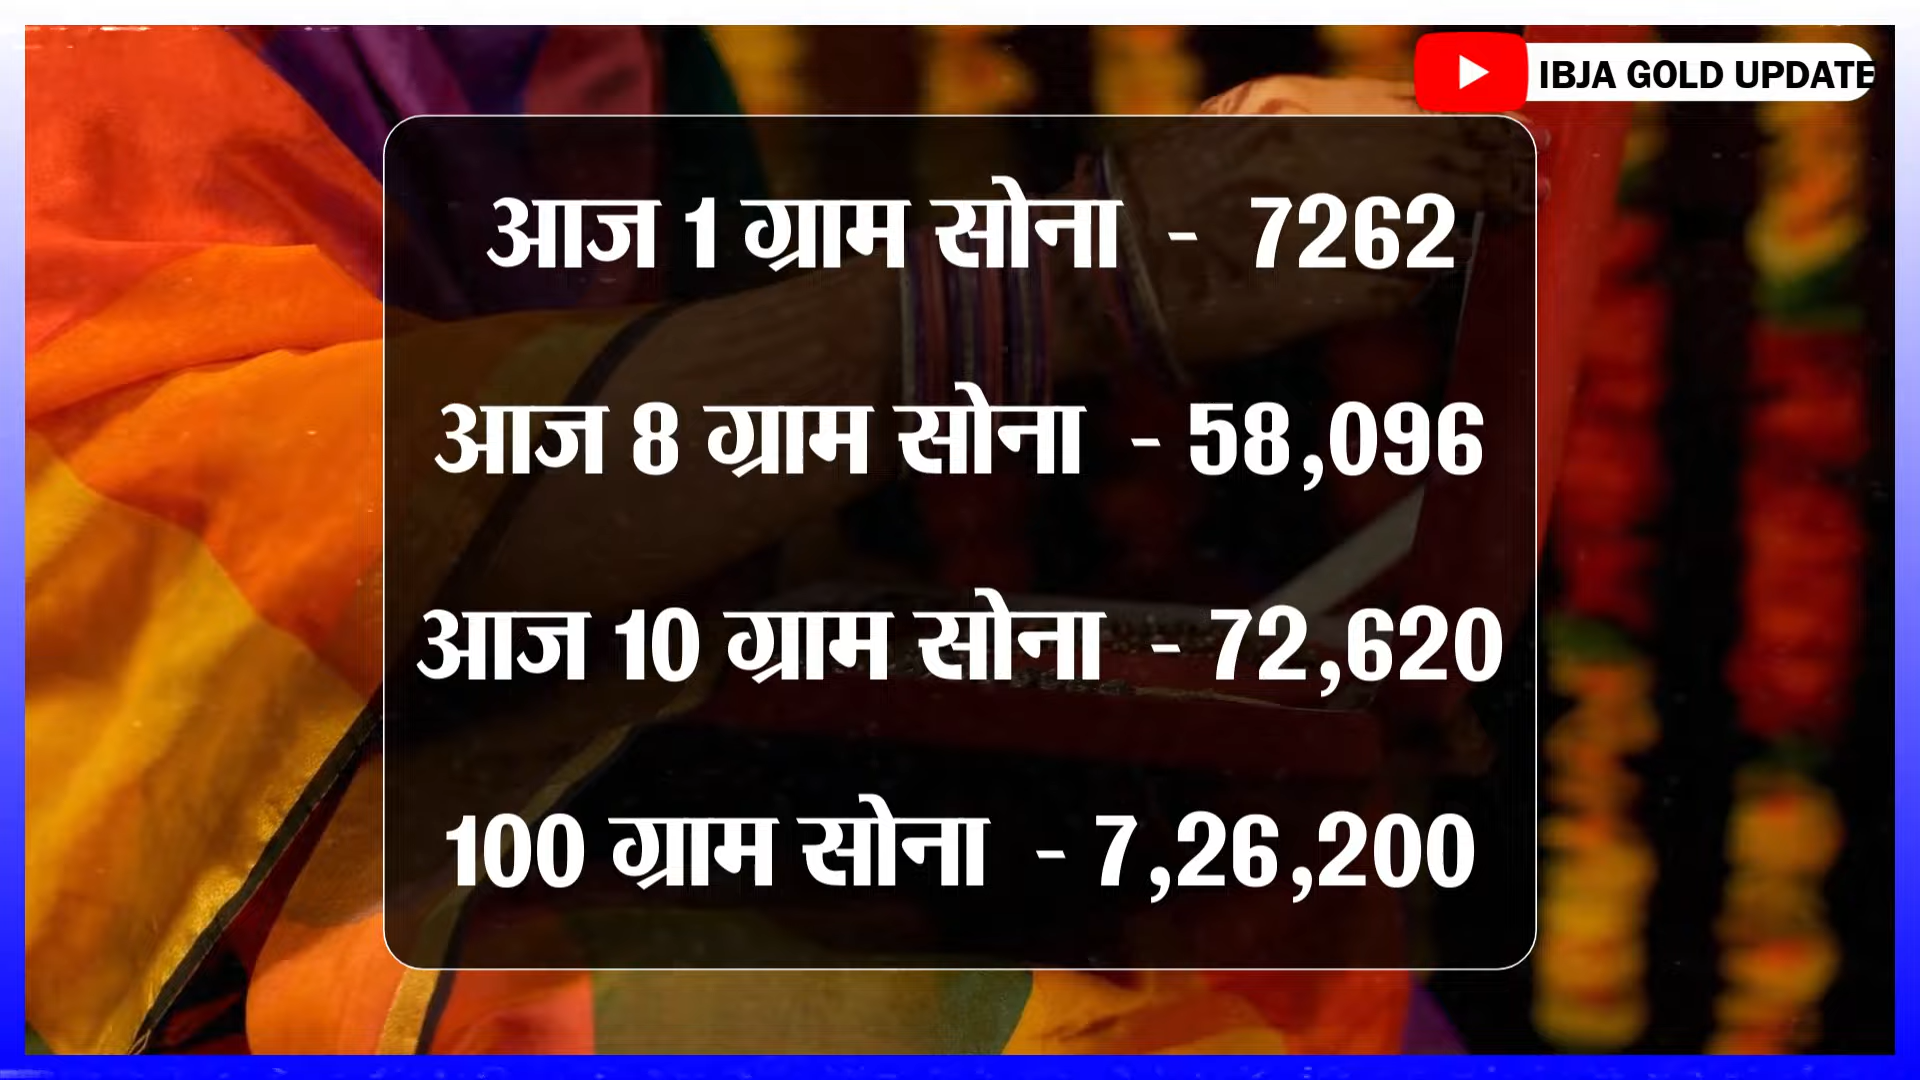 IBJA GOLD UPDATE
आज 1 ग्राम सोना - 7262
आज 8 ग्राम सोना - 58,096
आज 10 ग्राम सोना - 72,620
100 ग्राम सोना - 7,26,200